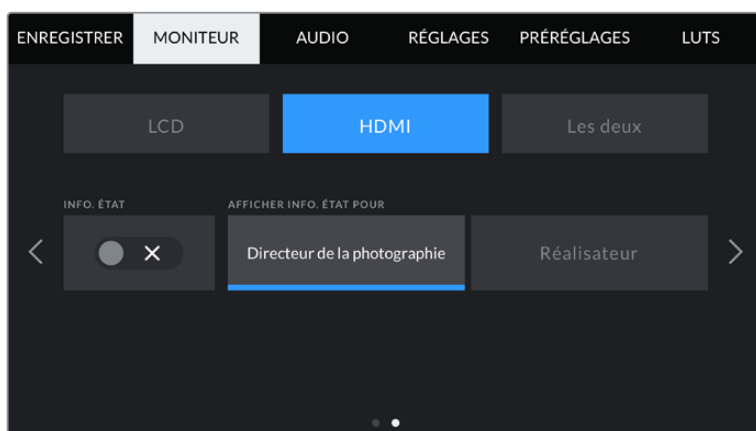 ENREGISTRER MONITEUR AUDIO RÉGLAGES PRÉRÉGLAGES LUTS
LCD HDMI Les deux
INFO. ÉTAT AFFICHER INFO. ÉTAT POUR
Directeur de la photographie Réalisateur